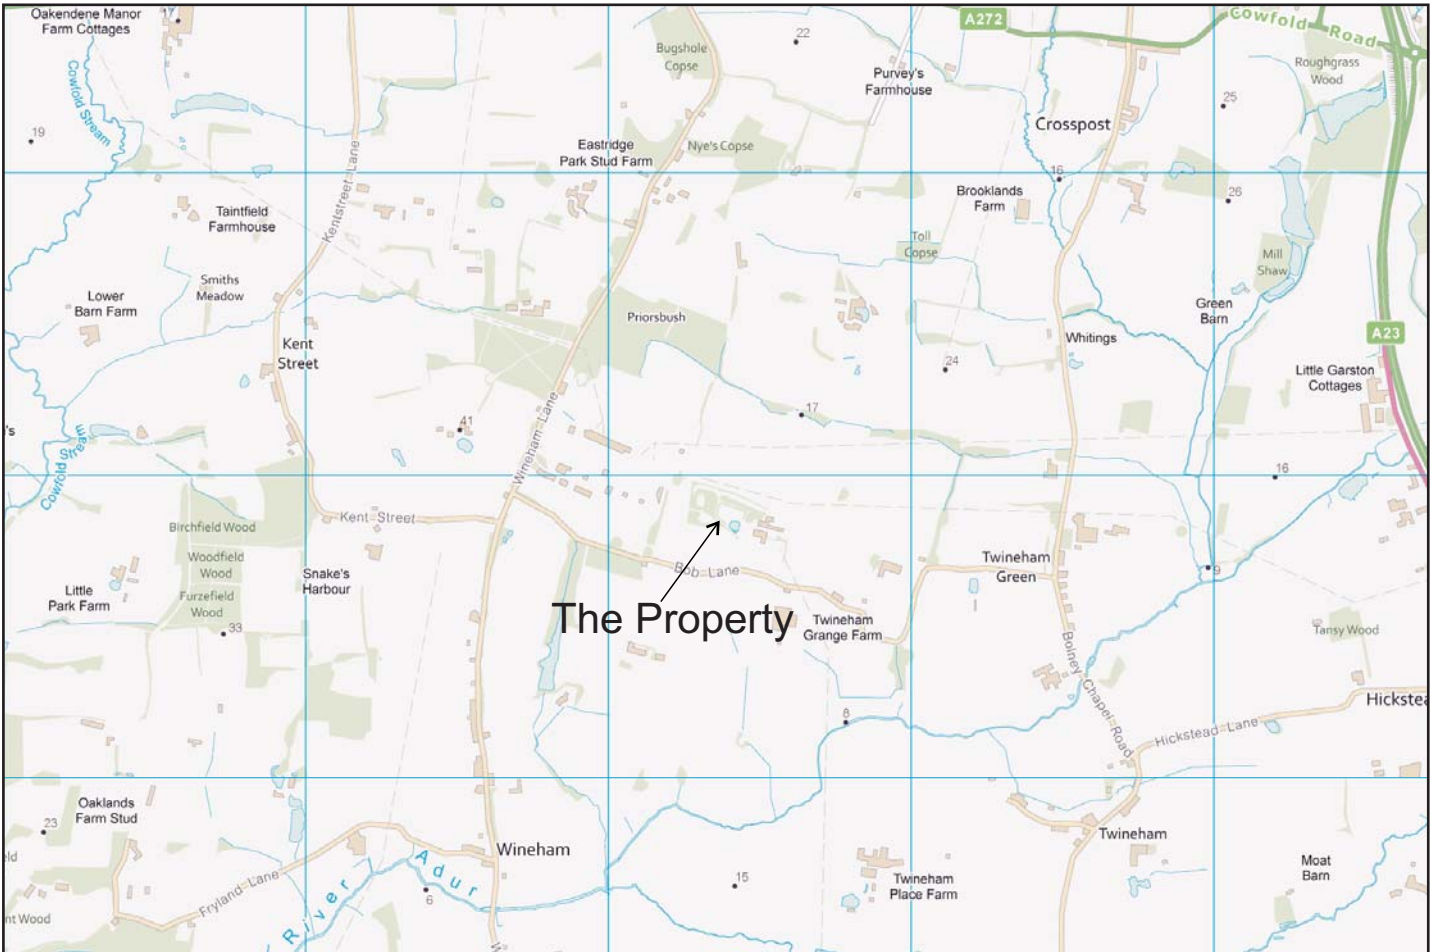 Oakendene Manor
Farm Cottages
A272
Cowfold Road
22
Bugshole
Copse
Purvey's
Farmhouse
Roughgrass
Wood
Cowfold Stream
25
19
Crosspost
Eastridge
Park Stud Farm
Nye's Copse
Kentstreet Lane
16
Brooklands
Farm
26
Taintfield
Farmhouse
Toll
Copse
Mill
Shaw
Smiths
Meadow
Lower
Barn Farm
Green
Barn
Priorsbush
A23
Kent
Street
Whitings
24
Little Garston
Cottages
17
41
's
Wineham Lane
Cowfold Stream
16
Kent Street
Birchfield Wood
Woodfield
Wood
Twineham
Green
Bob Lane
9
Snake's
Harbour
Little
Park Farm
Furzefield
Wood
33
The Property
Twineham
Grange Farm
Tansy Wood
Bolney Chapel Road
Hickstea
8
Hickstead Lane
Oaklands
Farm Stud
23
Twineham
Wineham
eld
Moat
Barn
River Adur
Fryland Lane
6
15
Twineham
Place Farm
nt Wood
W